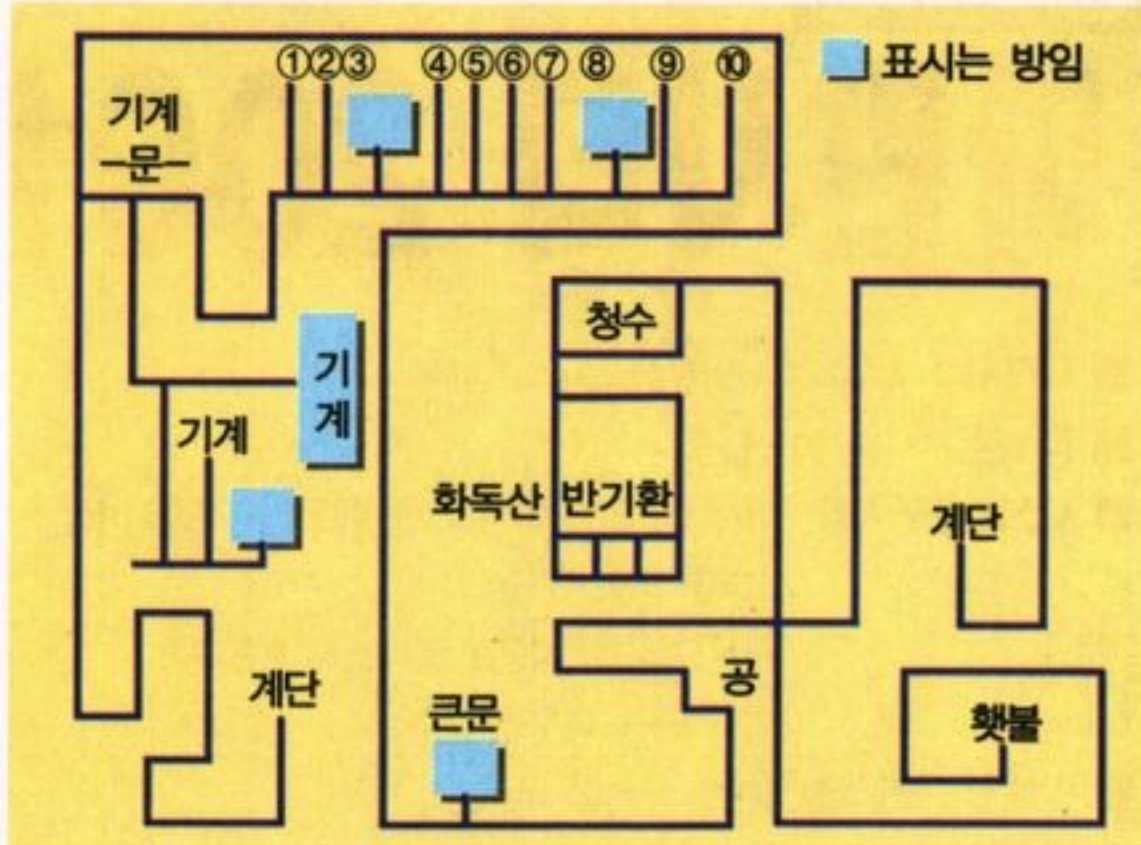 ①②③ ④⑤⑥⑦ ⑧ ⑨ ⑩
표시는 방임
기계
문
청수
기
계
기계
화독산
반기환
계단
공
계단
큰문
횃불